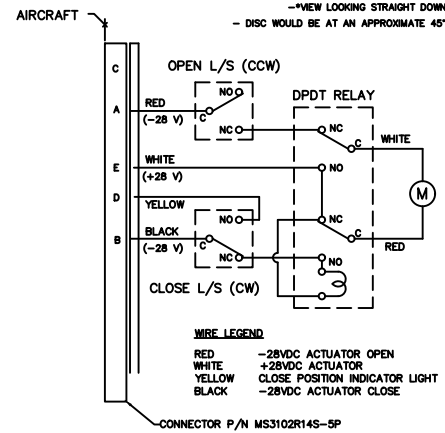 -*VIEW LOOKING STRAIGHT DOWN
- DISC WOULD BE AT AN APPROXIMATE 45°
AIRCRAFT
C
OPEN L/S (CCW)
NO
DPDT RELAY
A
RED
(-28 V)
C
NC
NC
C
WHITE
E
WHITE
(+28 V)
NO
M
D
YELLOW
NO
NC
B
BLACK
(-28 V)
C
NC
C
RED
NO
CLOSE L/S (CW)
WIRE LEGEND
RED -28VDC ACTUATOR OPEN
WHITE +28VDC ACTUATOR
YELLOW CLOSE POSITION INDICATOR LIGHT
BLACK -28VDC ACTUATOR CLOSE
CONNECTOR P/N MS3102R14S-5P